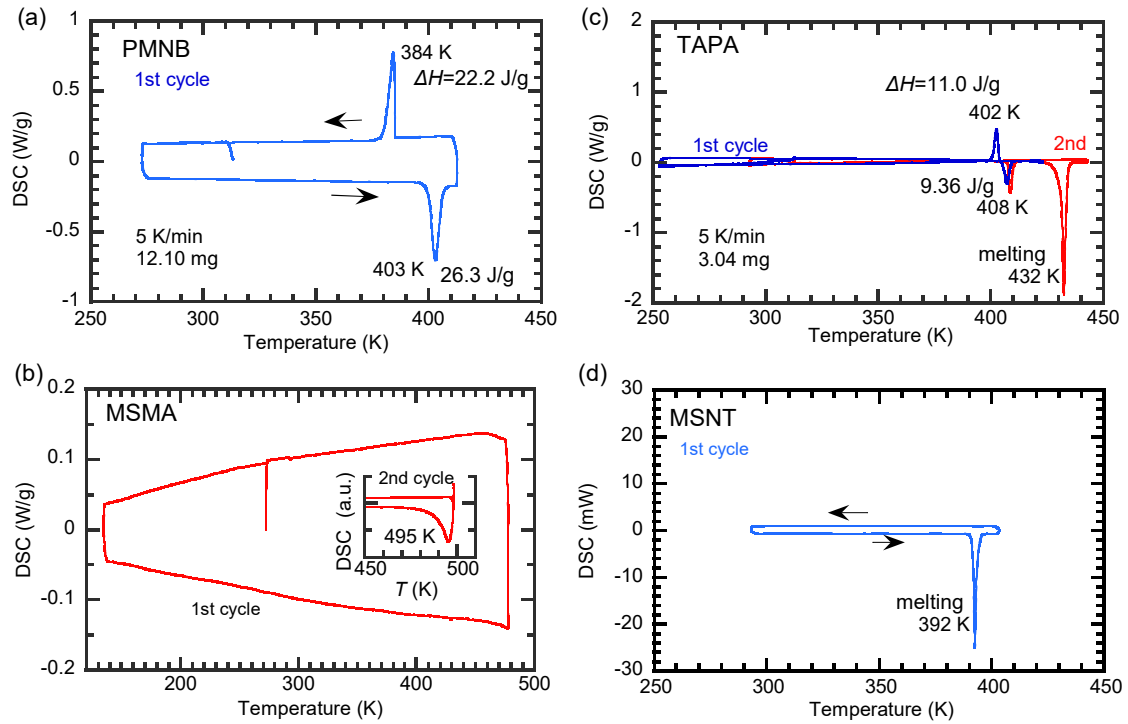 (a)
PMNB
1st cycle
384 K
ΔH=22.2 J/g
5 K/min
12.10 mg
403 K
26.3 J/g
DSC (W/g)
1
0.5
0
-0.5
-1
250 300 350 400 450
Temperature (K)
(c)
TAPA
ΔH=11.0 J/g
402 K
1st cycle
2nd
9.36 J/g
408 K
5 K/min
3.04 mg
melting
432 K
DSC (W/g)
2
1
0
-1
-2
250 300 350 400 450
Temperature (K)
(b)
MSMA
2nd cycle
495 K
DSC (a.u.)
450 500
T (K)
1st cycle
DSC (W/g)
0.2
0.1
0
-0.1
-0.2
200 300 400 500
Temperature (K)
(d)
MSNT
1st cycle
melting
392 K
DSC (mW)
30
20
10
0
-10
-20
-30
250 300 350 400 450
Temperature (K)